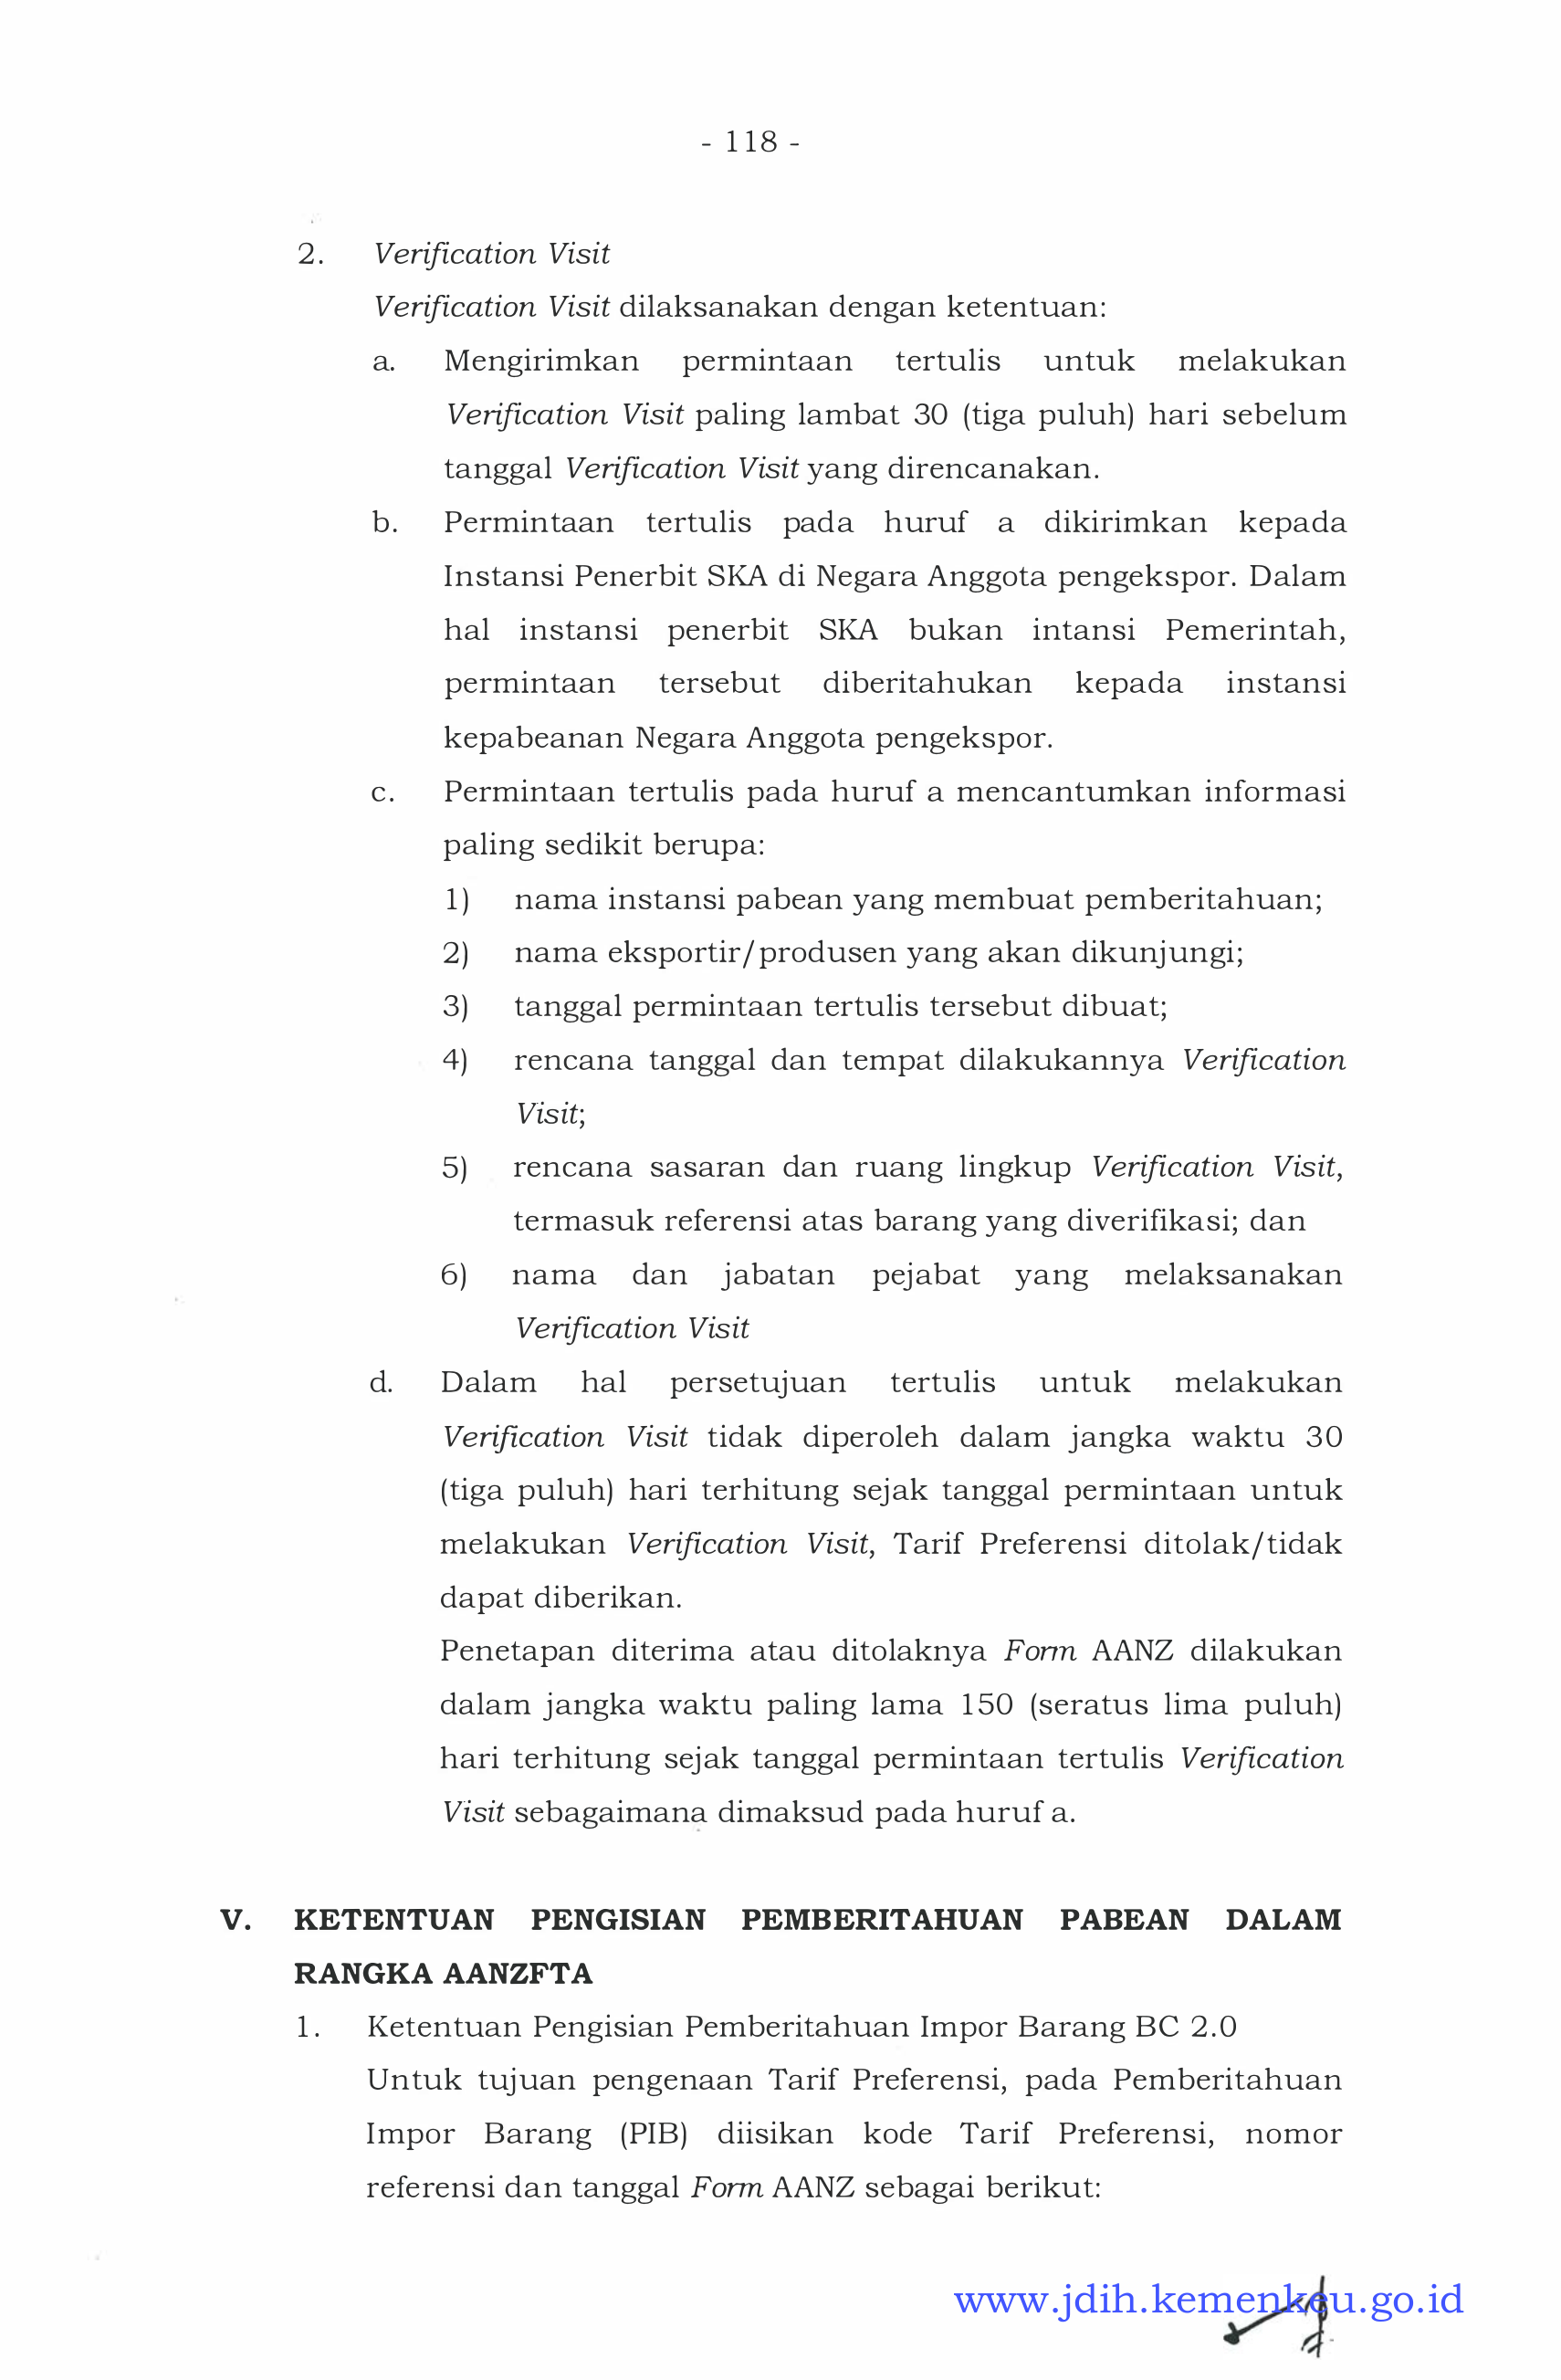 - 118 -
2. Verification Visit
Verification Visit dilaksanakan dengan ketentuan:
a. Mengirimkan permintaan tertulis untuk melakukan
Verification Visit paling lambat 30 (tiga puluh) hari sebelum
tanggal Verification Visit yang direncanakan.
b. Permintaan tertulis pada huruf a dikirimkan kepada
Instansi Penerbit SKA di Negara Anggota pengekspor. Dalam
hal instansi penerbit SKA bukan intansi Pemerintah,
permintaan tersebut diberitahukan kepada instansi
kepabeanan Negara Anggota pengekspor.
c. Permintaan tertulis pada huruf a mencantumkan informasi
paling sedikit berupa:
1) nama instansi pabean yang membuat pemberitahuan;
2) nama eksportir/produsen yang akan dikunjungi;
3) tanggal permintaan tertulis tersebut dibuat;
4) rencana tanggal dan tempat dilakukannya Verification
Visit;
5) rencana sasaran dan ruang lingkup Verification Visit,
termasuk referensi atas barang yang diverifikasi; dan
6) nama dan jabatan pejabat yang melaksanakan
Verification Visit
d. Dalam hal persetujuan tertulis untuk melakukan
Verification Visit tidak diperoleh dalam jangka waktu 30
(tiga puluh) hari terhitung sejak tanggal permintaan untuk
melakukan Verification Visit, Tarif Preferensi ditolak/tidak
dapat diberikan.
Penetapan diterima atau ditolaknya Form AANZ dilakukan
dalam jangka waktu paling lama 150 (seratus lima puluh)
hari terhitung sejak tanggal permintaan tertulis Verification
Visit sebagaimana dimaksud pada huruf a.
V. KETENTUAN PENGISIAN PEMBERITAHUAN PABEAN DALAM
RANGKA AANZFTA
1. Ketentuan Pengisian Pemberitahuan Impor Barang BC 2.0
Untuk tujuan pengenaan Tarif Preferensi, pada Pemberitahuan
Impor Barang (PIB) diisikan kode Tarif Preferensi, nomor
referensi dan tanggal Form AANZ sebagai berikut:
www.jdih.kemenkeu.go.id